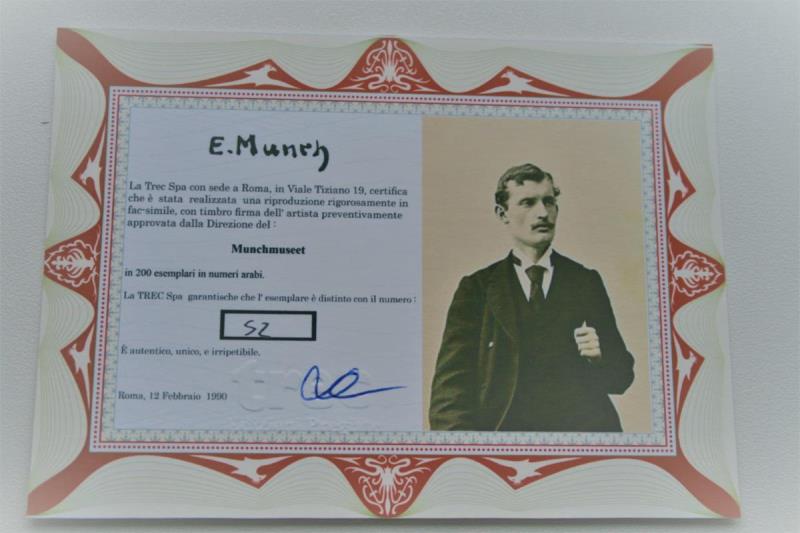 E. Munch
La Trec Spa con sede a Roma, in Viale Tiziano 19, certifica
che è stata realizzata una riproduzione rigorosamente in
fac-simile, con timbro firma dell' artista preventivamente
approvata dalla Direzione del :
Munchmuseet
in 200 esemplari in numeri arabi.
La TREC Spa garantische che l' esemplare è distinto con il numero :
52
È autentico, unico, e irripetibile.
trec
Roma, 12 Febbraio 1990